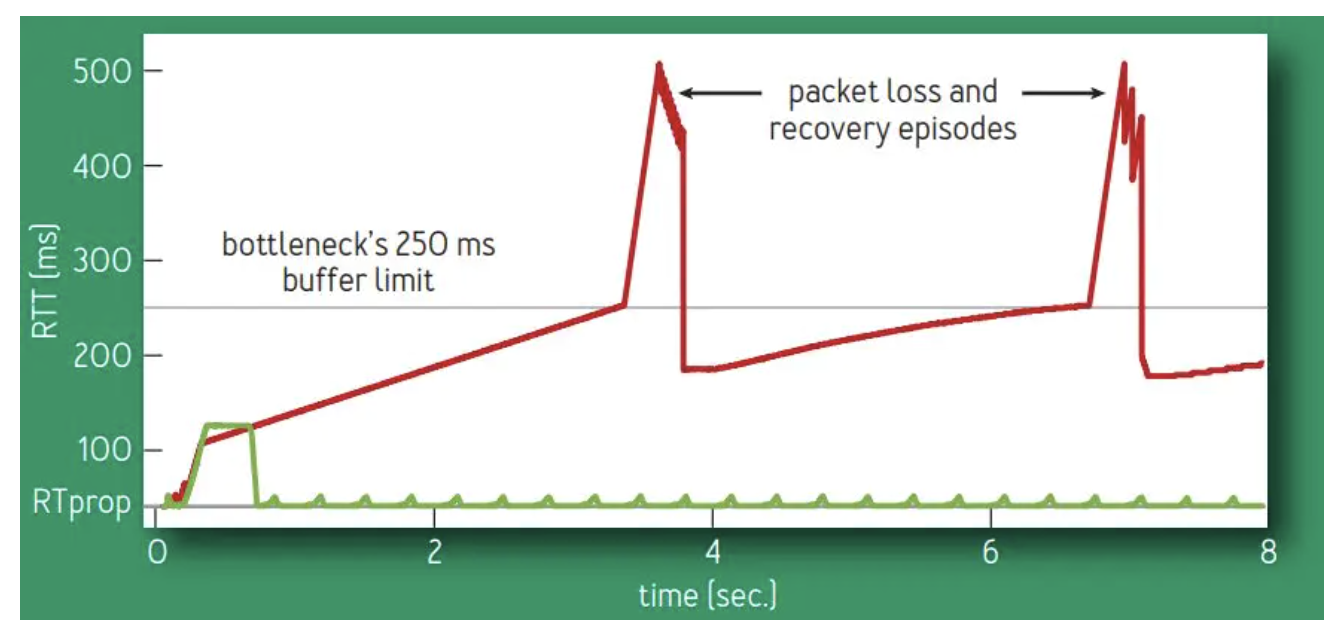 500
400
300
200
100
RTprop
RTT (ms)
packet loss and
recovery episodes
bottleneck's 250 ms
buffer limit
0
2
4
6
8
time (sec.)